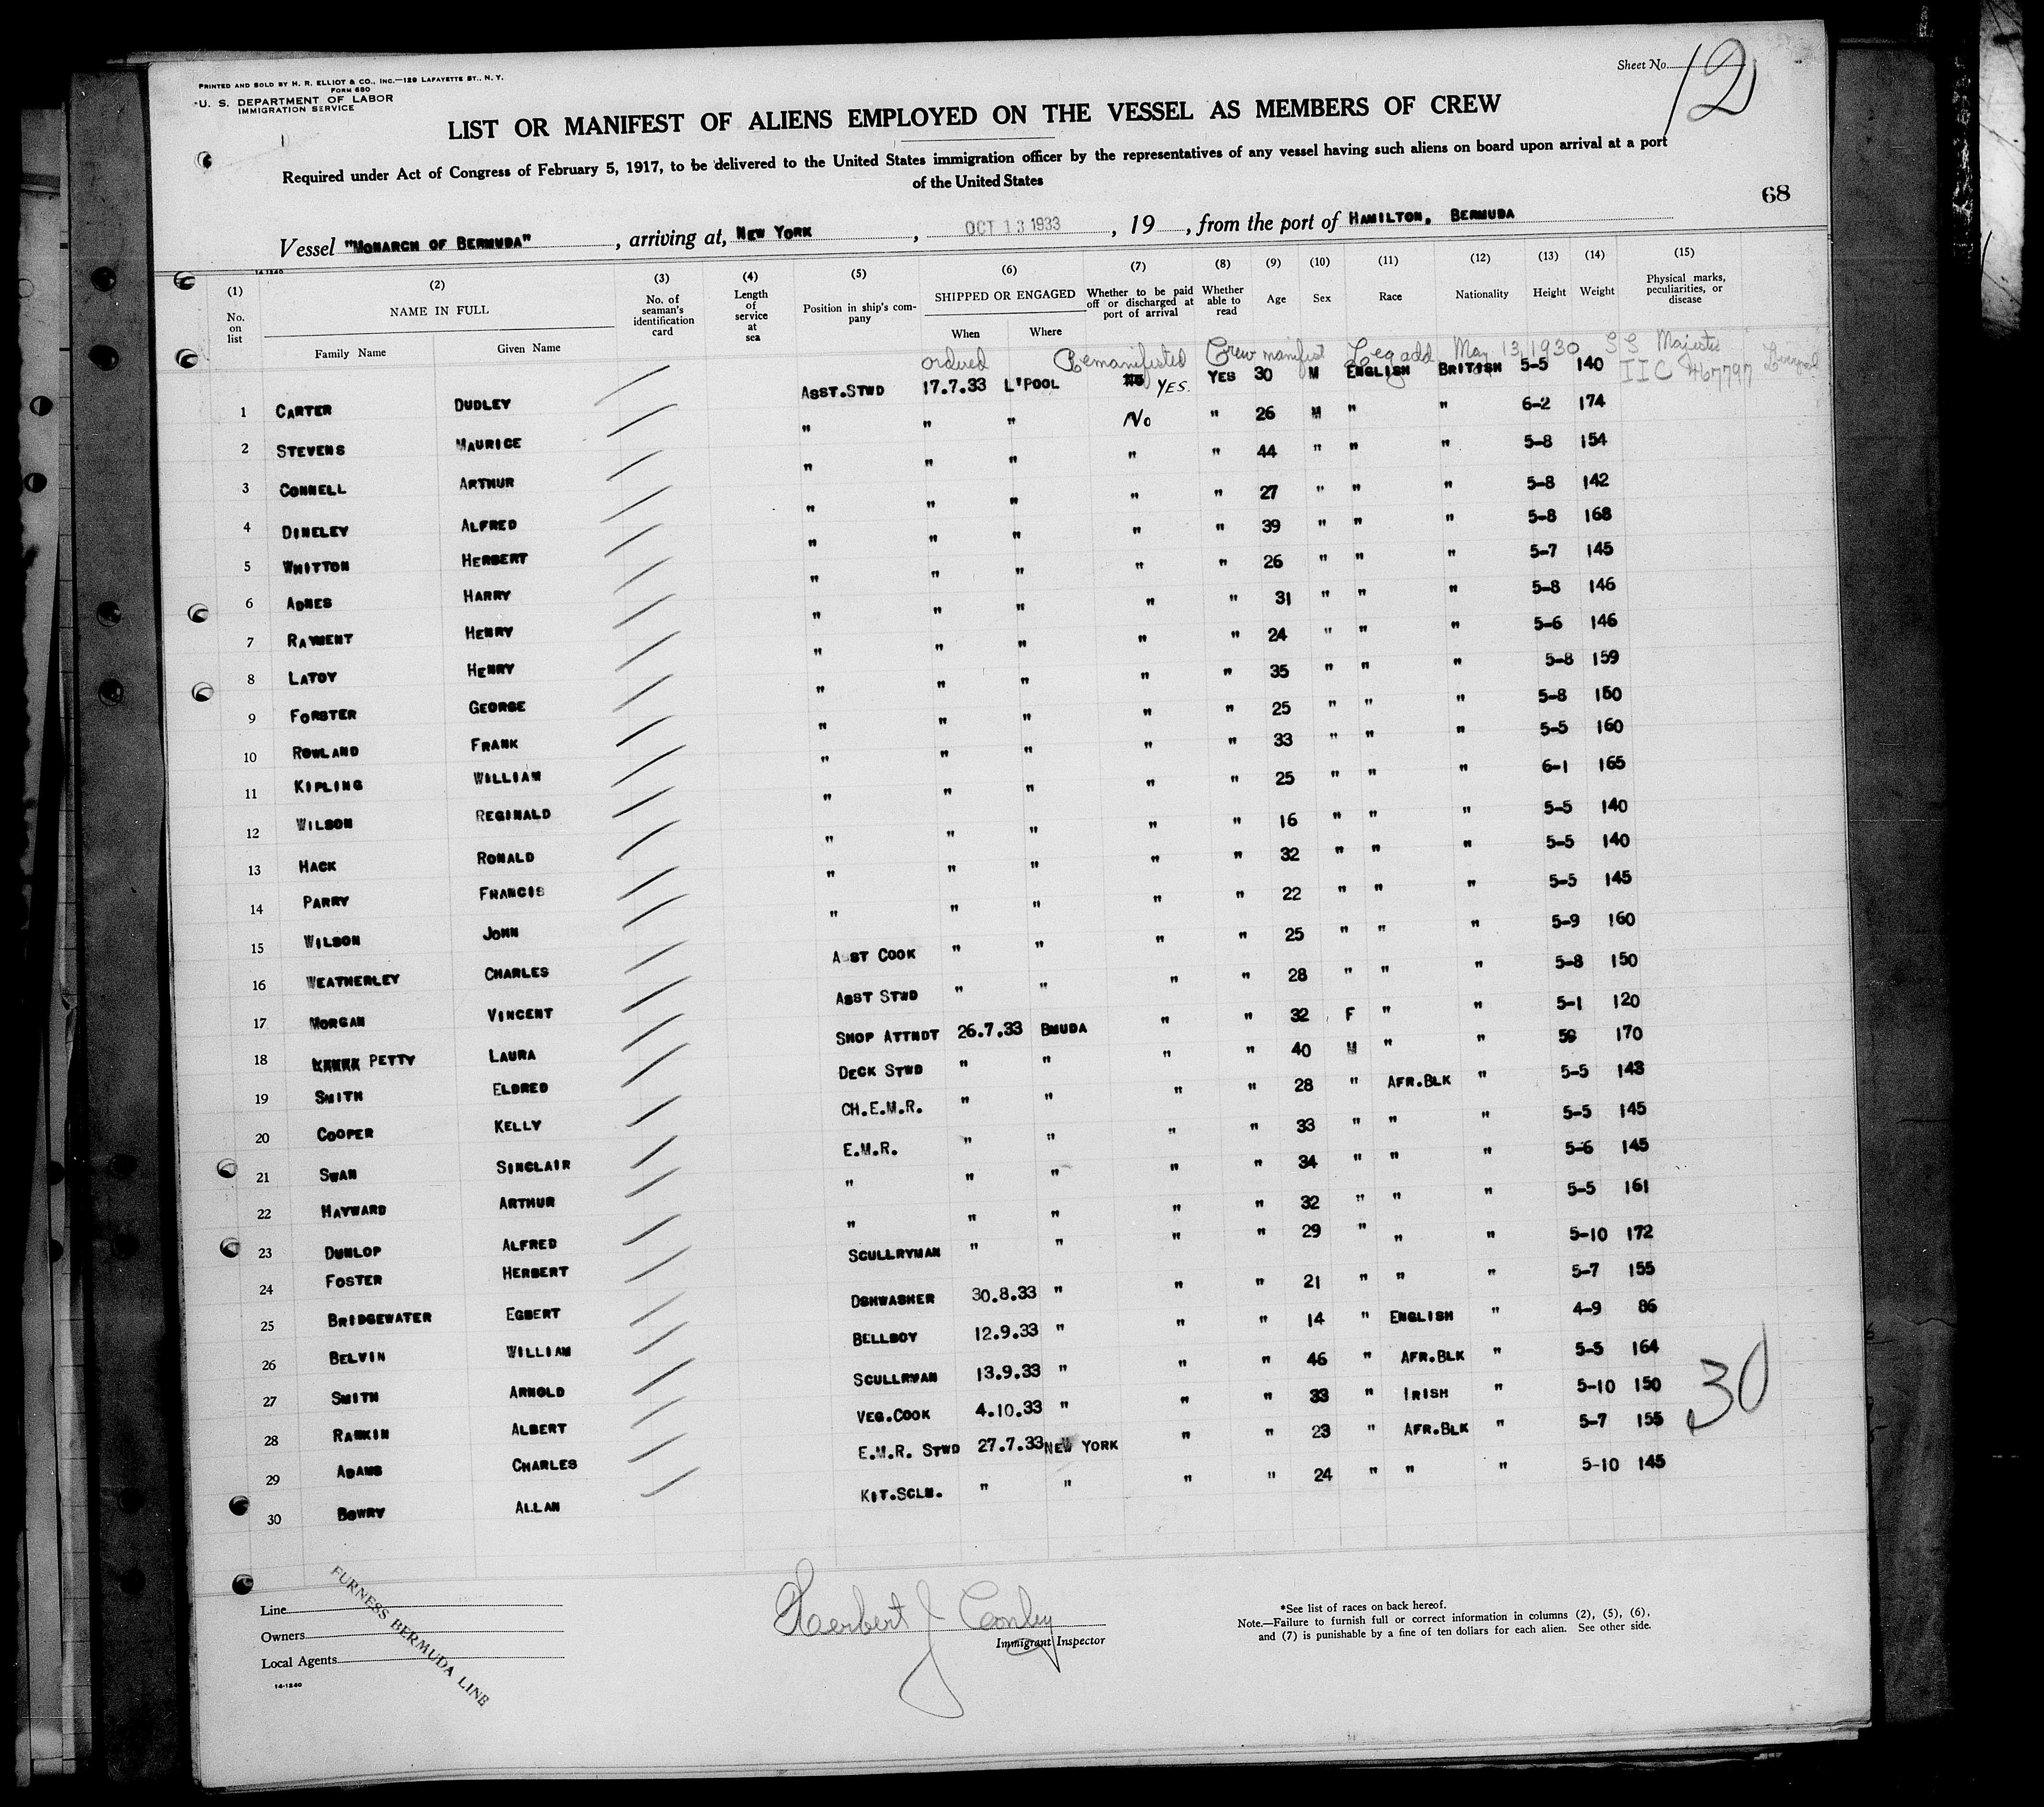 PRINTED AND SOLD BY H. R. ELLIOT & CO., INC.—129 LAFAYETTE ST., N. Y.
FORM 680
U. S. DEPARTMENT OF LABOR
IMMIGRATION SERVICE
Sheet No. 12
LIST OR MANIFEST OF ALIENS EMPLOYED ON THE VESSEL AS MEMBERS OF CREW
Required under Act of Congress of February 5, 1917, to be delivered to the United States immigration officer by the representatives of any vessel having such aliens on board upon arrival at a port
of the United States
68
Vessel "MONARCH OF BERMUDA", arriving at, NEW YORK, OCT 13 1933, 19, from the port of HAMILTON, BERMUDA
14-1240
(1) No. on list (2) NAME IN FULL Family Name Given Name (3) No. of seaman's identification card (4) Length of service at sea (5) Position in ship's company (6) SHIPPED OR ENGAGED When Where (7) Whether to be paid off or discharged at port of arrival (8) Whether able to read (9) Age (10) Sex (11) Race (12) Nationality (13) Height (14) Weight (15) Physical marks, peculiarities, or disease
Remanifested Crew manifest May 13, 1930 SS Majestic
IIC 467797
1 CARTER DUDLEY ASST.STWD 17.7.33 L'POOL YES. YES 30 M ENGLISH BRITISH 5-5 140
2 STEVENS MAURICE " " " No " 26 M " " 6-2 174
3 CONNELL ARTHUR " " " " " 44 " " " 5-8 154
4 DINELEY ALFRED " " " " " 27 " " " 5-8 142
5 WHITTON HERBERT " " " " " 39 " " " 5-8 168
6 ADNES HARRY " " " " " 26 " " " 5-7 145
7 RAYMENT HENRY " " " " " 31 " " " 5-8 146
8 LATOY HENRY " " " " " 24 " " " 5-6 146
9 FORSTER GEORGE " " " " " 35 " " " 5-8 159
10 ROWLAND FRANK " " " " " 25 " " " 5-8 150
11 KIPLING WILLIAM " " " " " 33 " " " 5-5 160
12 WILSON REGINALD " " " " " 25 " " " 6-1 165
13 HACK RONALD " " " " " 16 " " " 5-5 140
14 PARRY FRANCIS " " " " " 32 " " " 5-5 140
15 WILSON JOHN " " " " " 22 " " " 5-5 145
16 WEATHERLEY CHARLES ASST COOK " " " " 25 " " " 5-9 160
17 MORGAN VINCENT ASST STWD " " " " 28 " " " 5-8 150
18 PETTY LAURA SHOP ATTNDT 26.7.33 BMUDA " " 32 F " " 5-1 120
19 SMITH ELDRED DECK STWD " " " " 40 M " " 59 170
20 COOPER KELLY CH.E.M.R. " " " " 28 " AFR.BLK " 5-5 143
21 SWAN SINCLAIR E.M.R. " " " " 33 " " " 5-5 145
22 HAYWARD ARTHUR " " " " " 34 " " " 5-6 145
23 DUNLOP ALFRED " " " " " 32 " " " 5-5 161
24 FOSTER HERBERT SCULLRYMAN " " " " 29 " " " 5-10 172
25 BRIDGEWATER EGBERT DSHWASHER 30.8.33 " " " 21 " " " 5-7 155
26 BELVIN WILLIAM BELLBOY 12.9.33 " " " 14 " ENGLISH " 4-9 86
27 SMITH ARNOLD SCULLRMAN 13.9.33 " " " 46 " AFR.BLK " 5-5 164
28 RANKIN ALBERT VEG.COOK 4.10.33 " " " 33 " IRISH " 5-10 150
29 ADAMS CHARLES E.M.R. STWD 27.7.33 NEW YORK " " 23 " AFR.BLK " 5-7 155
30 BOWRY ALLAN KIT.SCLM. " " " " 24 " " " 5-10 145
30
Line
Owners
Local Agents
14-1240
FURNESS BERMUDA LINE
Herbert J Conley
Immigrant Inspector
*See list of races on back hereof.
Note.—Failure to furnish full or correct information in columns (2), (5), (6),
and (7) is punishable by a fine of ten dollars for each alien. See other side.